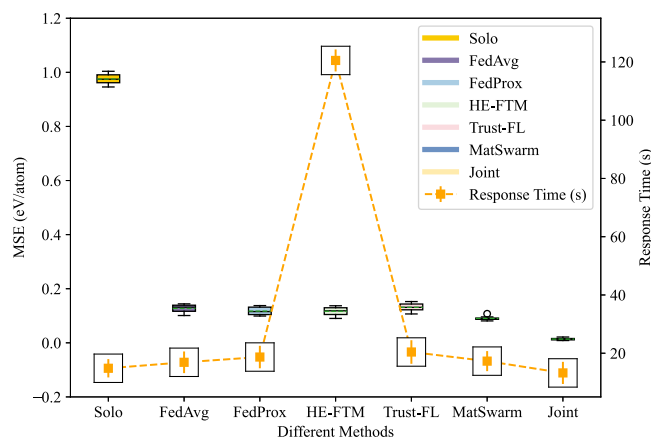 1.2
1.0
0.8
0.6
0.4
0.2
0.0
−0.2
MSE (eV/atom)
Solo
FedAvg
FedProx
HE-FTM
Trust-FL
MatSwarm
Joint
Response Time (s)
120
100
80
60
40
20
Response Time (s)
Solo
FedAvg
FedProx
HE-FTM
Trust-FL
MatSwarm
Joint
Different Methods